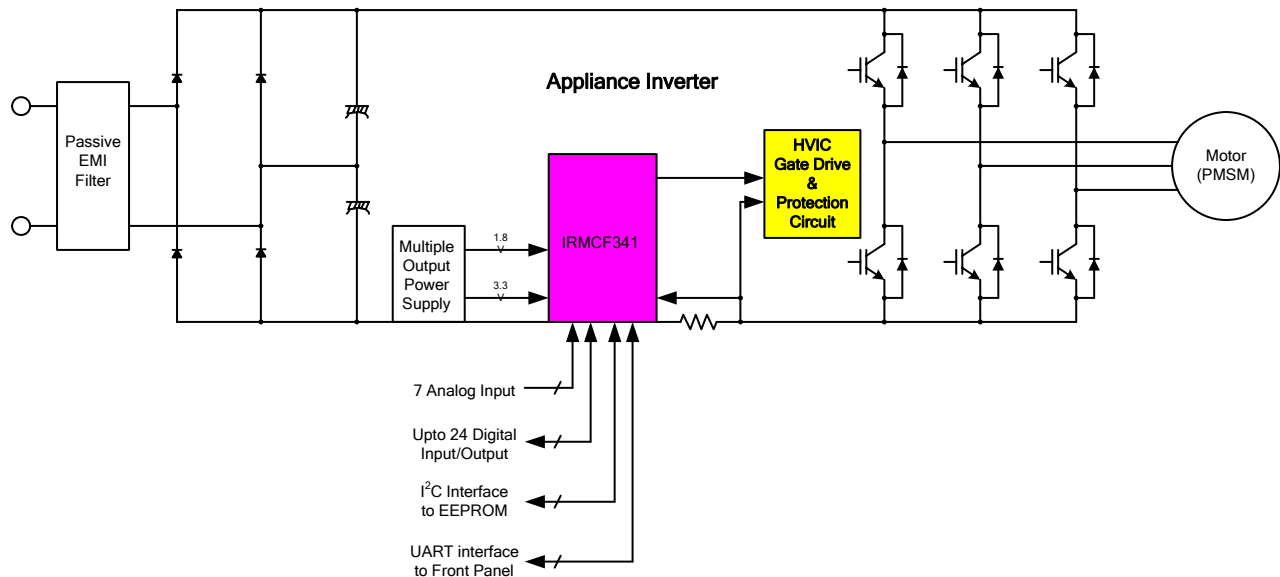 Appliance Inverter
Passive
EMI
Filter
HVIC
Gate Drive
&
Protection
Circuit
Motor
(PMSM)
IRMCF341
Multiple
Output
Power
Supply
1.8
V
3.3
V
7 Analog Input
Upto 24 Digital
Input/Output
I²C Interface
to EEPROM
UART interface
to Front Panel